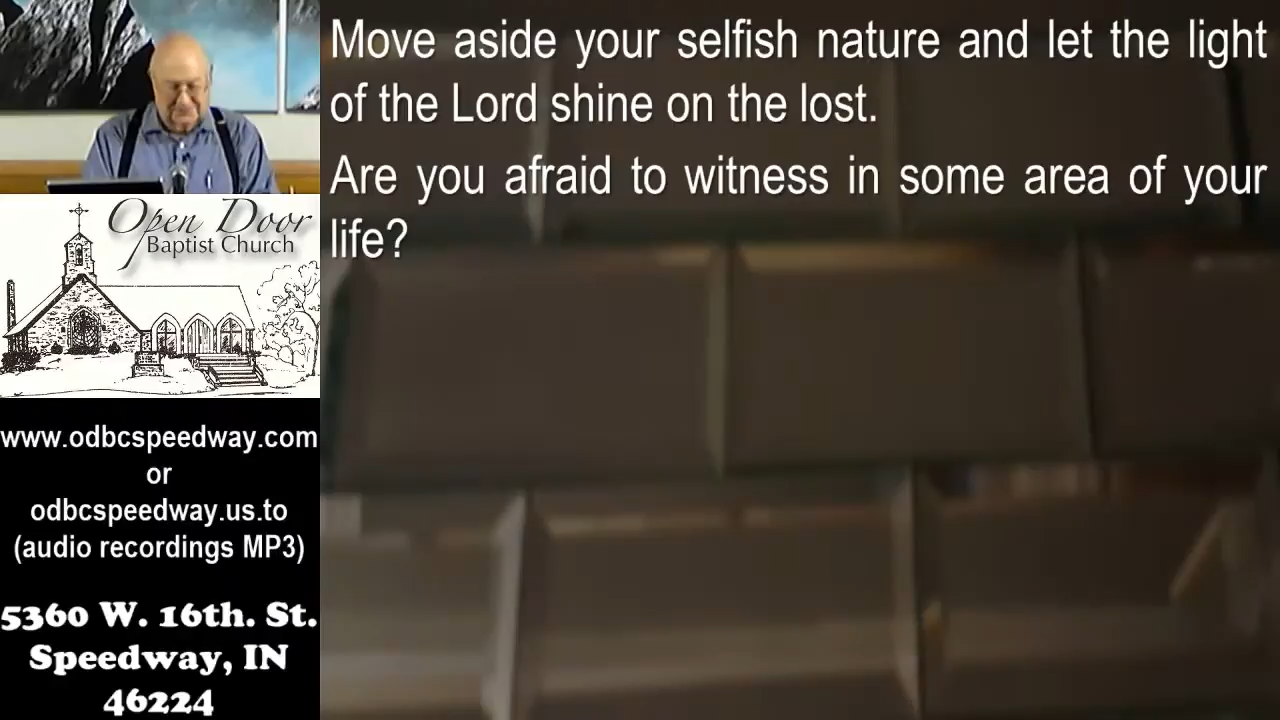 Move aside your selfish nature and let the light
of the Lord shine on the lost.
Are you afraid to witness in some area of your
life?
Open Door
Baptist Church
www.odbcspeedway.com
or
odbcspeedway.us.to
(audio recordings MP3)
5360 W. 16th. St.
Speedway, IN
46224